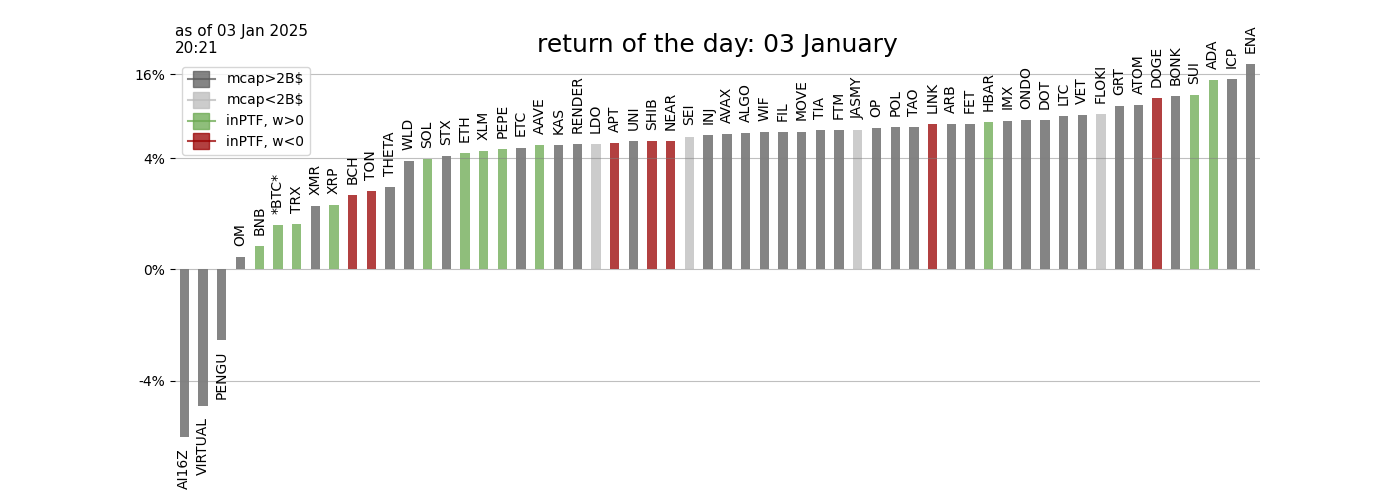 as of 03 Jan 2025
20:21
return of the day: 03 January
mcap>2B$
mcap<2B$
inPTF, w>0
inPTF, w<0
16%
4%
0%
-4%
AI16Z
VIRTUAL
PENGU
OM
BNB
*BTC*
TRX
XMR
XRP
BCH
TON
THETA
WLD
SOL
STX
ETH
XLM
PEPE
ETC
AAVE
KAS
RENDER
LDO
APT
UNI
SHIB
NEAR
SEI
INJ
AVAX
ALGO
WIF
FIL
MOVE
TIA
FTM
JASMY
OP
POL
TAO
LINK
ARB
FET
HBAR
IMX
ONDO
DOT
LTC
VET
FLOKI
GRT
ATOM
DOGE
BONK
SUI
ADA
ICP
ENA